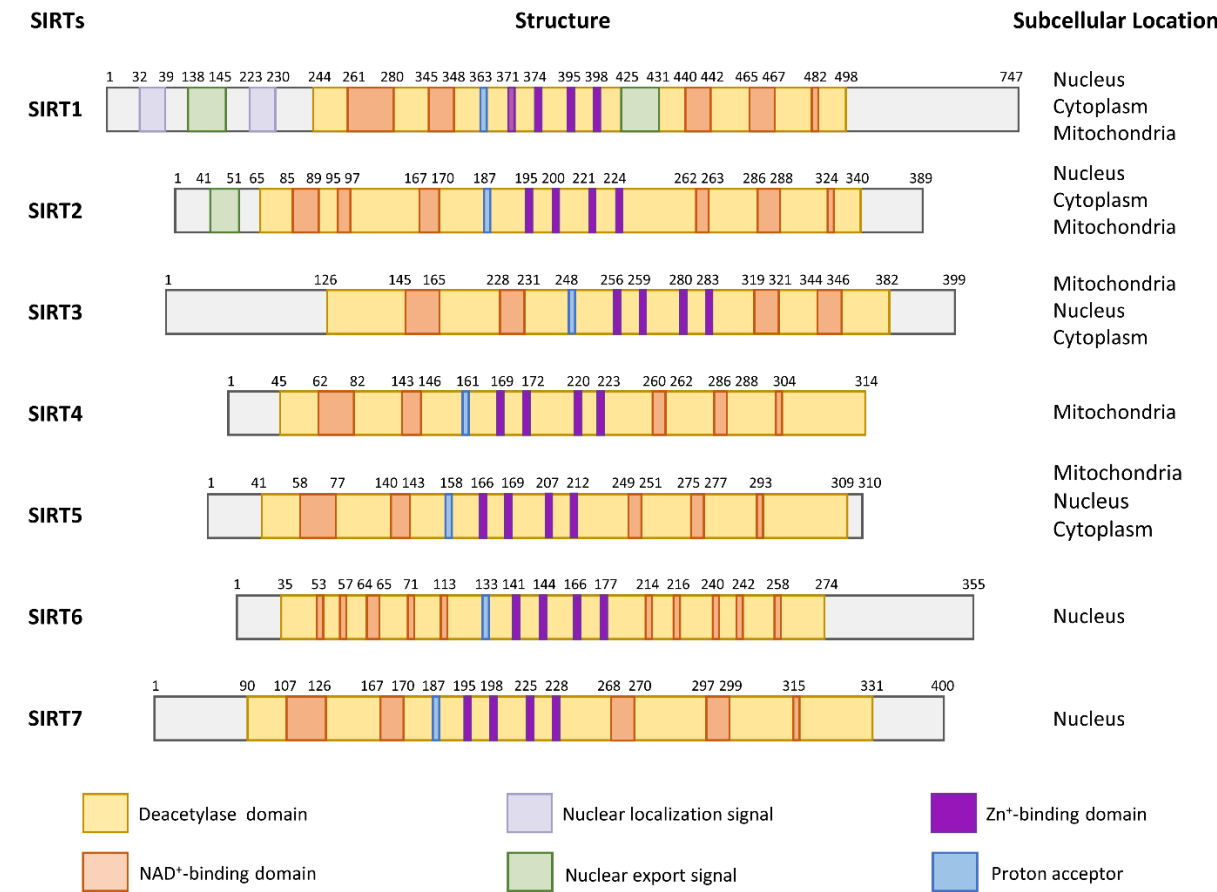 SIRTs Structure Subcellular Location
1 32 39 138 145 223 230 244 261 280 345 348 363 371 374 395 398 425 431 440 442 465 467 482 498 747
SIRT1
Nucleus
Cytoplasm
Mitochondria
1 41 51 65 85 89 95 97 167 170 187 195 200 221 224 262 263 286 288 324 340 389
SIRT2
Nucleus
Cytoplasm
Mitochondria
1 126 145 165 228 231 248 256 259 280 283 319 321 344 346 382 399
SIRT3
Mitochondria
Nucleus
Cytoplasm
1 45 62 82 143 146 161 169 172 220 223 260 262 286 288 304 314
SIRT4
Mitochondria
1 41 58 77 140 143 158 166 169 207 212 249 251 275 277 293 309 310
SIRT5
Mitochondria
Nucleus
Cytoplasm
1 35 53 57 64 65 71 113 133 141 144 166 177 214 216 240 242 258 274 355
SIRT6
Nucleus
1 90 107 126 167 170 187 195 198 225 228 268 270 297 299 315 331 400
SIRT7
Nucleus
Deacetylase domain Nuclear localization signal Zn⁺-binding domain
NAD⁺-binding domain Nuclear export signal Proton acceptor